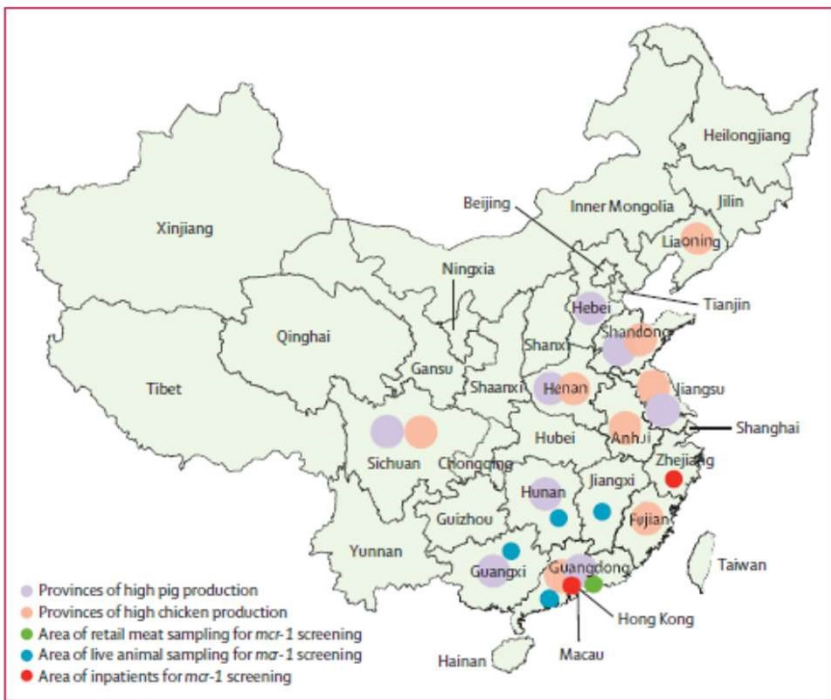 Heilongjiang
Jilin
Beijing
Inner Mongolia
Liaoning
Xinjiang
Ningxia
Tianjin
Hebei
Qinghai
Shandong
Shanxi
Gansu
Tibet
Shaanxi
Henan
Jiangsu
Shanghai
Hubei
Anhui
Sichuan
Chongqing
Zhejiang
Hunan
Jiangxi
Guizhou
Fujian
Yunnan
Taiwan
Guangxi
Guangdong
Hong Kong
Macau
Hainan
Provinces of high pig production
Provinces of high chicken production
Area of retail meat sampling for mcr-1 screening
Area of live animal sampling for mcr-1 screening
Area of inpatients for mcr-1 screening